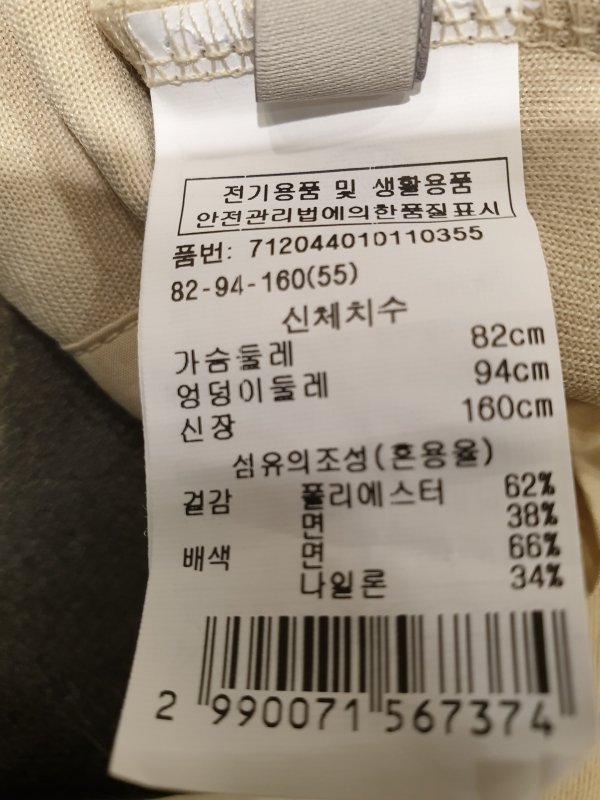 전기용품 및 생활용품
안전관리법에의한품질표시
품번: 712044010110355
82-94-160(55)
신체치수
가슴둘레 82cm
엉덩이둘레 94cm
신장 160cm
섬유의조성(혼용율)
겉감 폴리에스터 62%
면 38%
배색 면 66%
나일론 34%
2 990071 567374